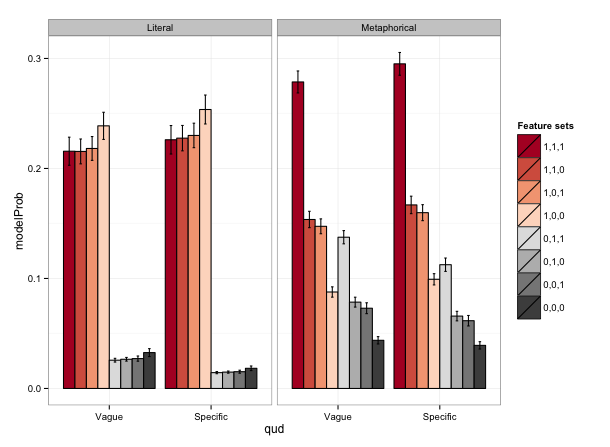 Literal
Metaphorical
0.3
0.2
0.1
0.0
modelProb
Vague
Specific
Vague
Specific
qud
Feature sets
1,1,1
1,1,0
1,0,1
1,0,0
0,1,1
0,1,0
0,0,1
0,0,0